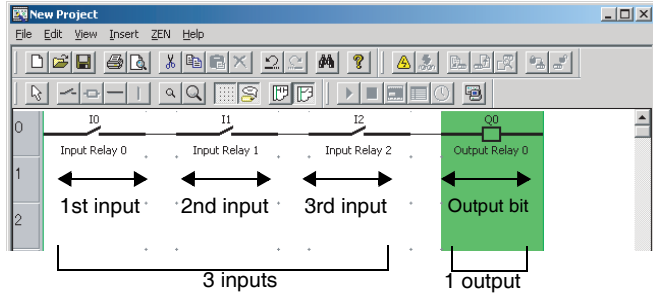 New Project
File Edit View Insert ZEN Help
0 I0 I1 I2 Q0
Input Relay 0 Input Relay 1 Input Relay 2 Output Relay 0
1
1st input 2nd input 3rd input Output bit
2
3 inputs 1 output